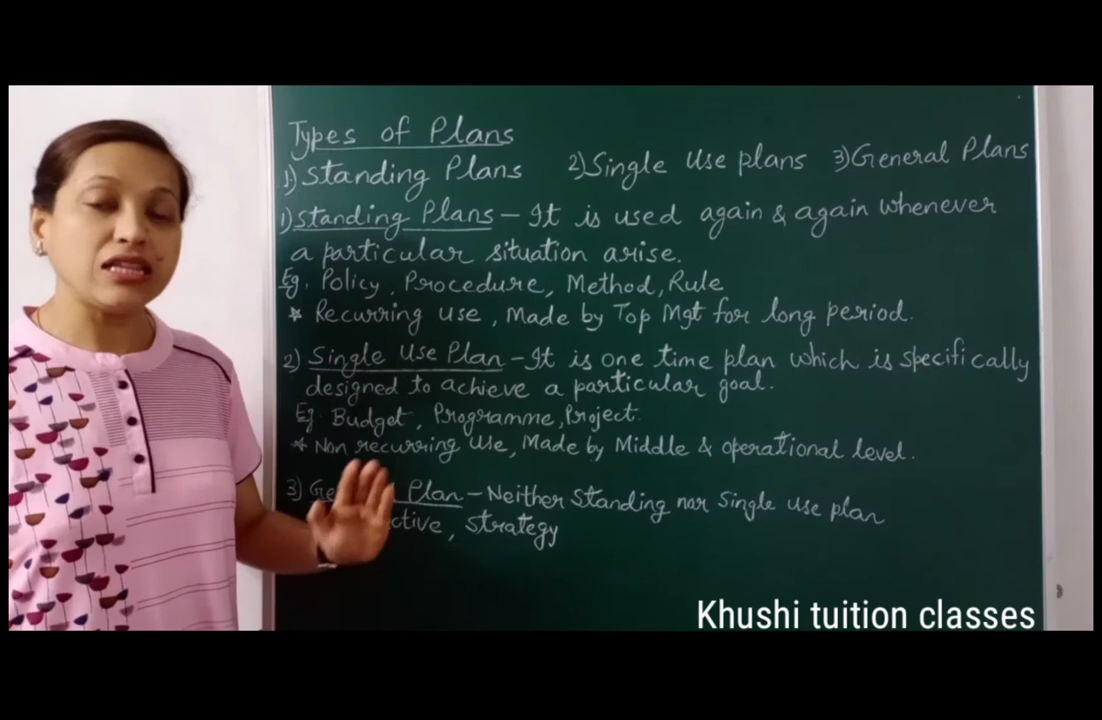 Types of Plans
1) Standing Plans 2) Single Use plans 3) General Plans
1) Standing Plans - It is used again & again whenever
a particular situation arise.
Eg. Policy, Procedure, Method, Rule
* Recurring use, Made by Top Mgt for long period.
2) Single Use Plan - It is one time plan which is specifically
designed to achieve a particular goal.
Eg. Budget, Programme, Project.
* Non recurring Use, Made by Middle & operational level.
3) Plan - Neither Standing nor Single use plan
ctive, Strategy
Khushi tuition classes